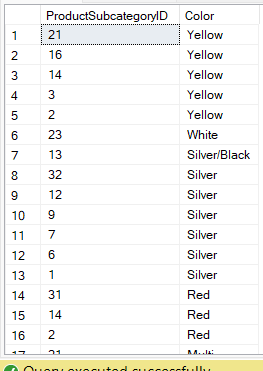 ProductSubcategoryID Color
1 21 Yellow
2 16 Yellow
3 14 Yellow
4 3 Yellow
5 2 Yellow
6 23 White
7 13 Silver/Black
8 32 Silver
9 12 Silver
10 9 Silver
11 7 Silver
12 6 Silver
13 1 Silver
14 31 Red
15 14 Red
16 2 Red
17 21 Multi
Query executed successfully